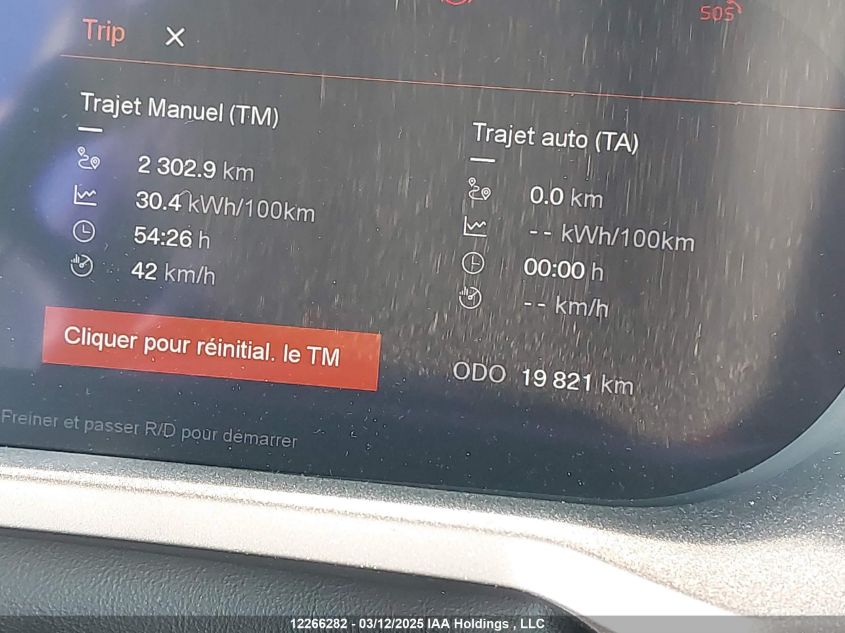 SOS
Trip ×
Trajet Manuel (TM)
2 302.9 km
30.4 kWh/100km
54:26 h
42 km/h
Cliquer pour réinitial. le TM
Trajet auto (TA)
0.0 km
-- kWh/100km
00:00 h
-- km/h
ODO 19 821 km
Freiner et passer R/D pour démarrer
12266282 - 03/12/2025 IAA Holdings , LLC